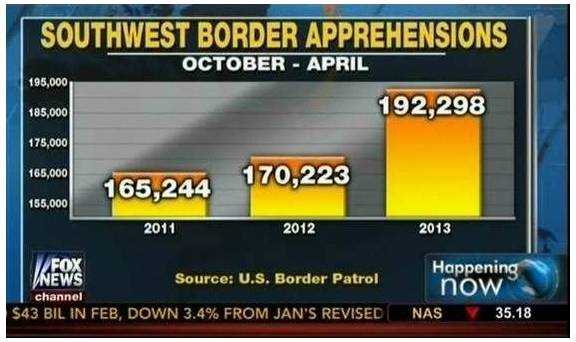 SOUTHWEST BORDER APPREHENSIONS
OCTOBER - APRIL
195,000
185,000
175,000
165,000
155,000
165,244
170,223
192,298
2011
2012
2013
FOX
NEWS
channel
Source: U.S. Border Patrol
Happening
now
$43 BIL IN FEB, DOWN 3.4% FROM JAN'S REVISED
NAS 35.18